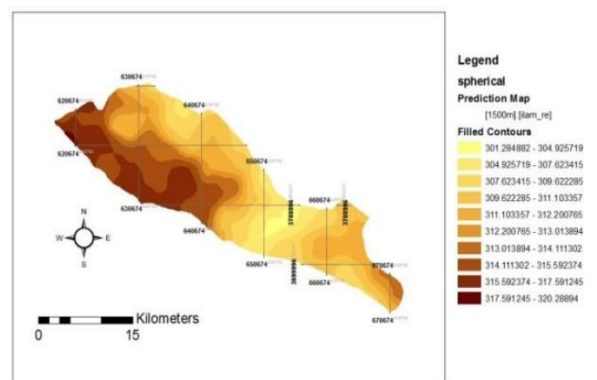 630674
620674
640674
620674
650674
630674
660674
3788996
3788996
640674
N
W E
S
650674
660674
670674
670674
Kilometers
0 15
Legend
spherical
Prediction Map
[1500m].[ilam_re]
Filled Contours
301.284882 - 304.925719
304.925719 - 307.623415
307.623415 - 309.622285
309.622285 - 311.103357
311.103357 - 312.200765
312.200765 - 313.013894
313.013894 - 314.111302
314.111302 - 315.592374
315.592374 - 317.591245
317.591245 - 320.28894